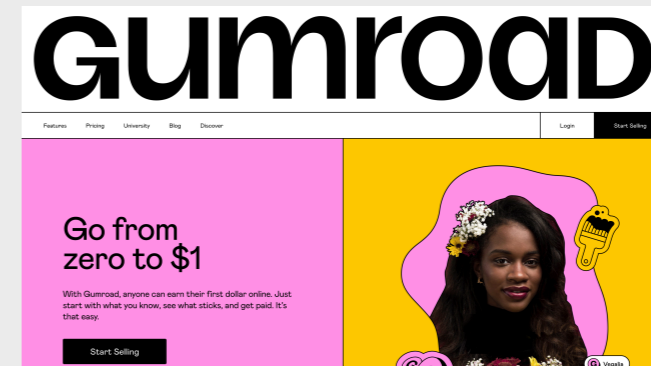 Gumroad
Features Pricing University Blog Discover Login Start Selling
Go from
zero to $1
With Gumroad, anyone can earn their first dollar online. Just
start with what you know, see what sticks, and get paid. It's
that easy.
Start Selling
G Vegalia